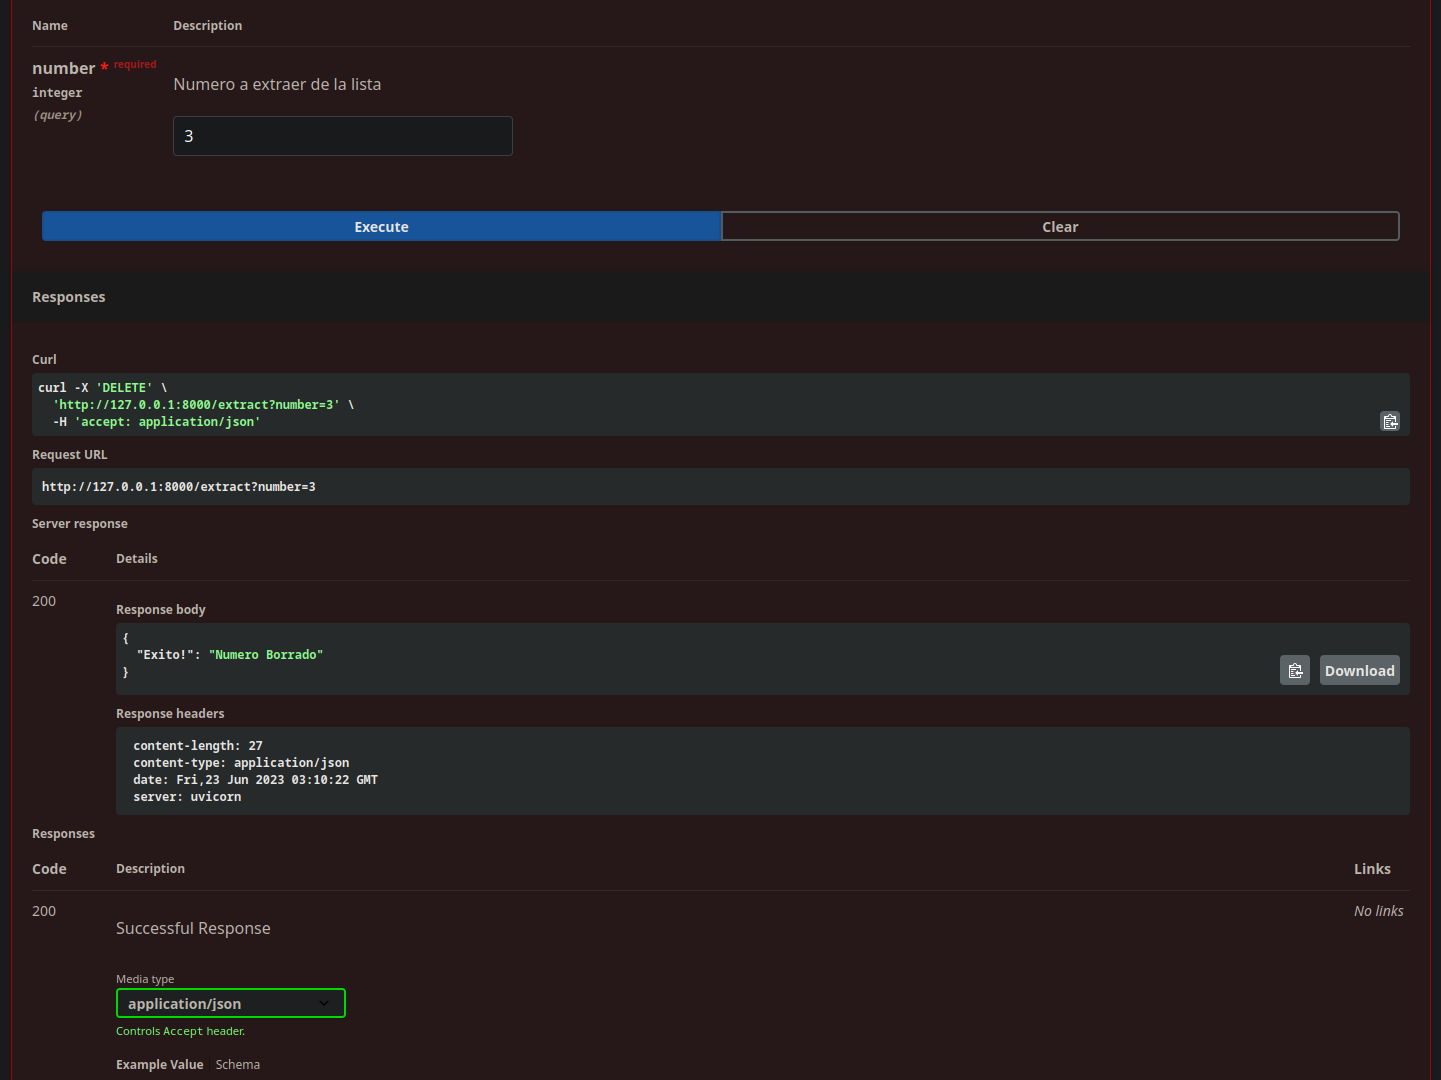 Name Description
number * required
integer
(query)
Numero a extraer de la lista
3
Execute Clear
Responses
Curl
curl -X 'DELETE' \
'http://127.0.0.1:8000/extract?number=3' \
-H 'accept: application/json'
Request URL
http://127.0.0.1:8000/extract?number=3
Server response
Code Details
200
Response body
{
"Exito!": "Numero Borrado"
}
Download
Response headers
content-length: 27
content-type: application/json
date: Fri,23 Jun 2023 03:10:22 GMT
server: uvicorn
Responses
Code Description Links
200
Successful Response
No links
Media type
application/json
Controls Accept header.
Example Value Schema